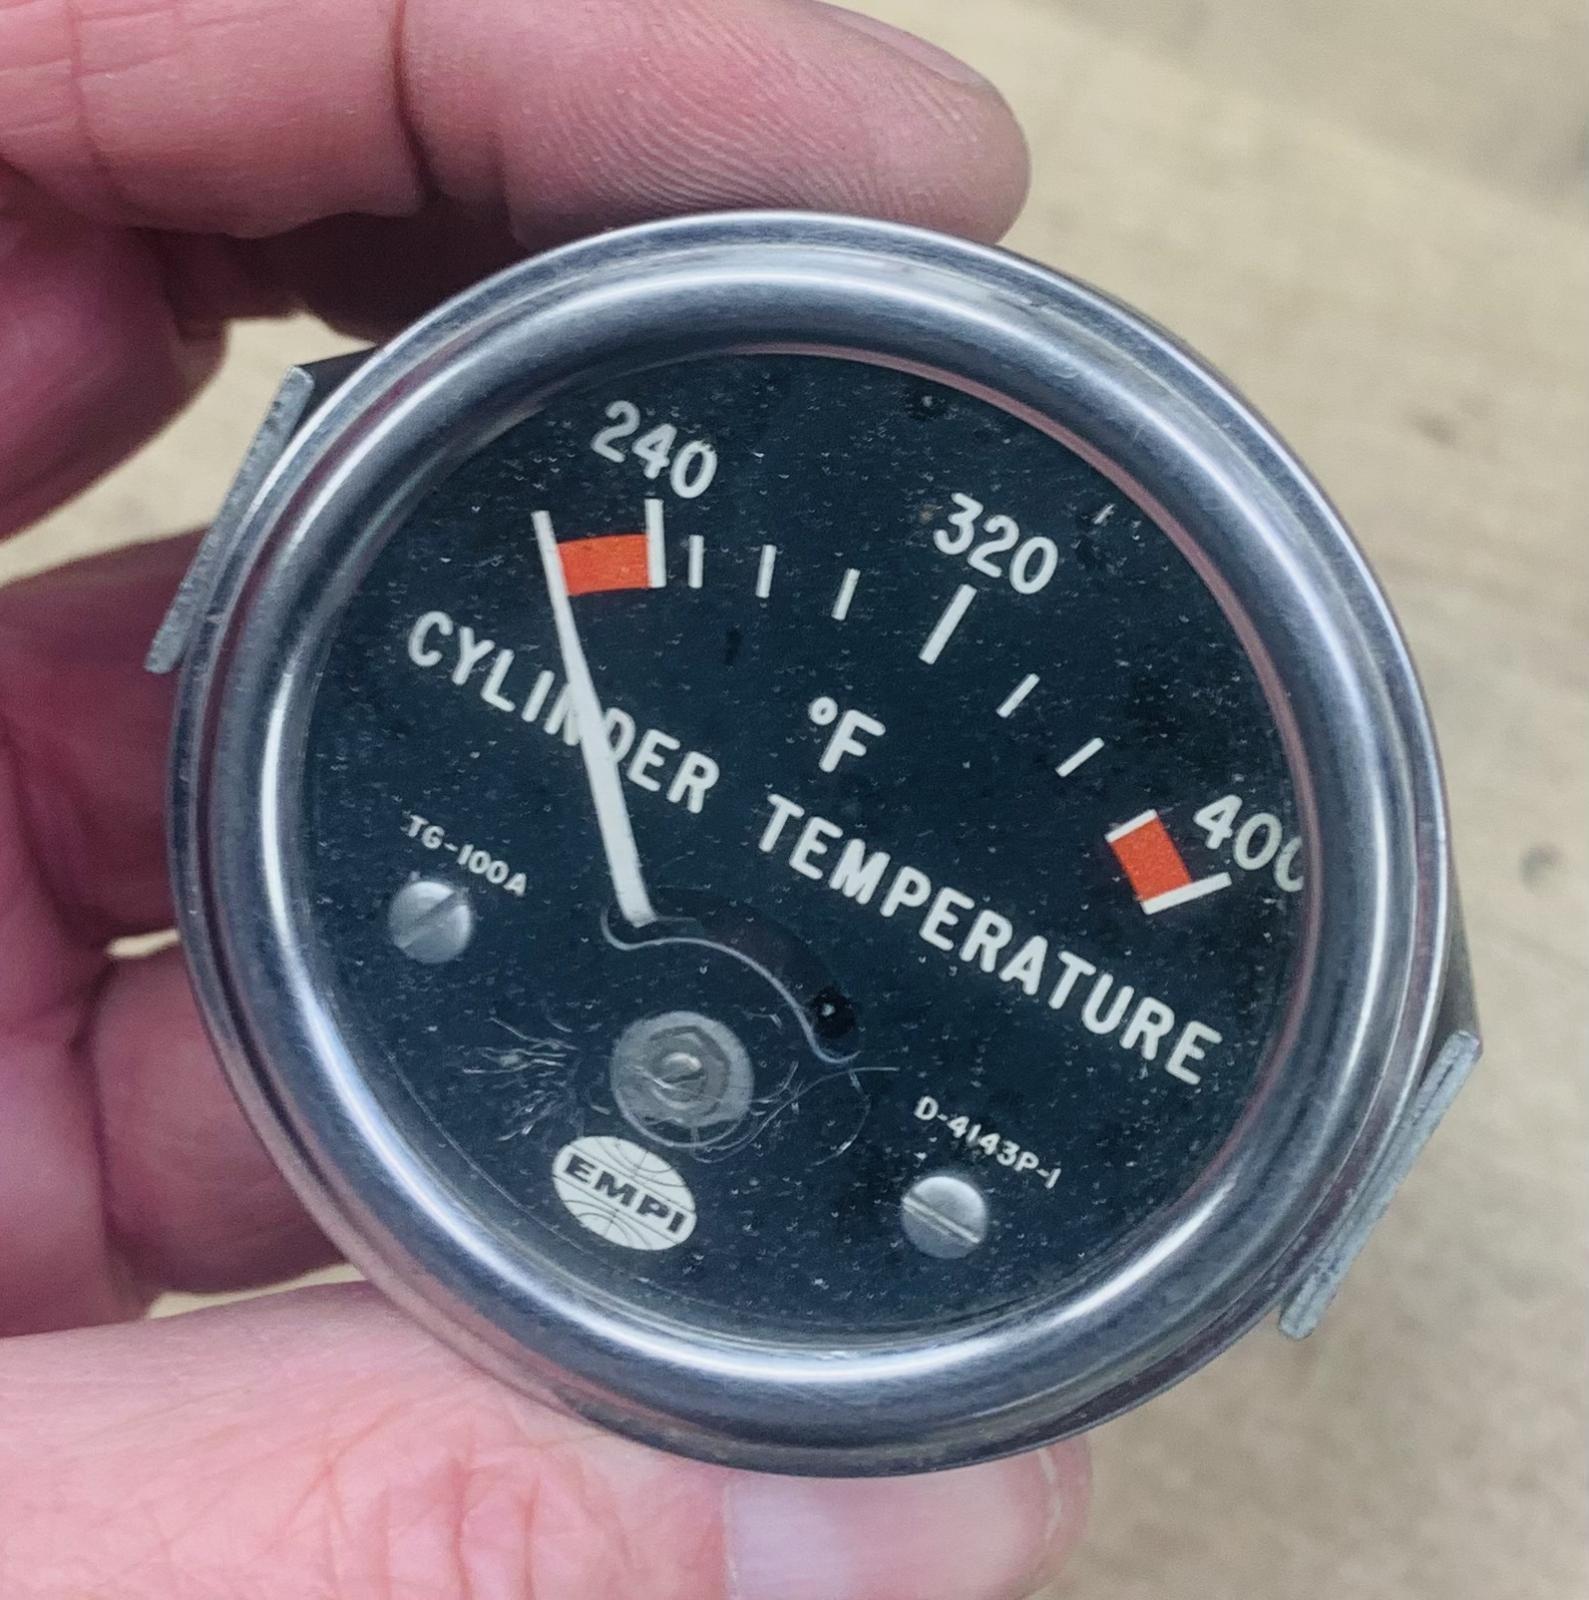 240
320
400
°F
CYLINDER TEMPERATURE
TG-100A
D-4143P-1
EMPI